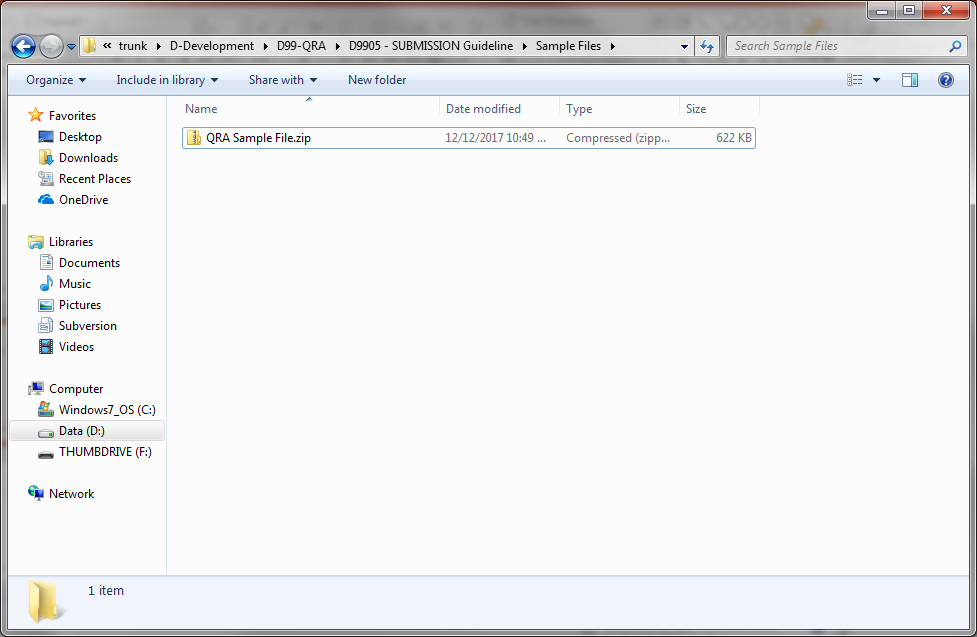 « trunk ▸ D-Development ▸ D99-QRA ▸ D9905 - SUBMISSION Guideline ▸ Sample Files ▸ Search Sample Files
Organize Include in library Share with New folder
Favorites
Desktop
Downloads
Recent Places
OneDrive
Libraries
Documents
Music
Pictures
Subversion
Videos
Computer
Windows7_OS (C:)
Data (D:)
THUMBDRIVE (F:)
Network
Name Date modified Type Size
QRA Sample File.zip 12/12/2017 10:49 ... Compressed (zipp... 622 KB
1 item